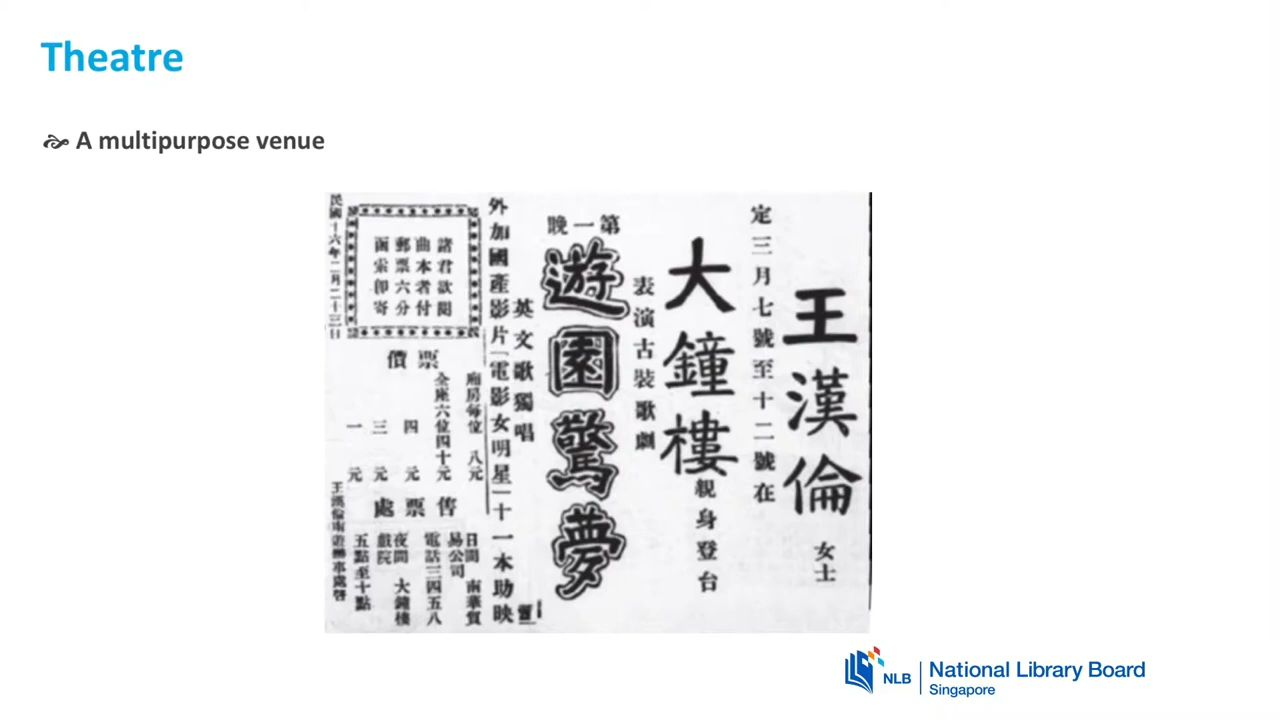 Theatre
A multipurpose venue
王漢倫
女士
定三月七號至十二號在
大鐘樓
親身登台
表演古裝歌劇
第一晚
遊園驚夢
英文歌獨唱
外加國產影片「電影女明星」十一本助映
諸君欲閱
曲本者付
郵票六分
函索即寄
票價
廂房每位 八元
全座六位四十元
四元
三元
一元
售票處
日間 南華貿
易公司
電話二三四五八
夜間 大鐘樓
戲院
五點至十點
民國十六年二月二十三日
王漢倫南遊辦事處啓
NLB
National Library Board
Singapore